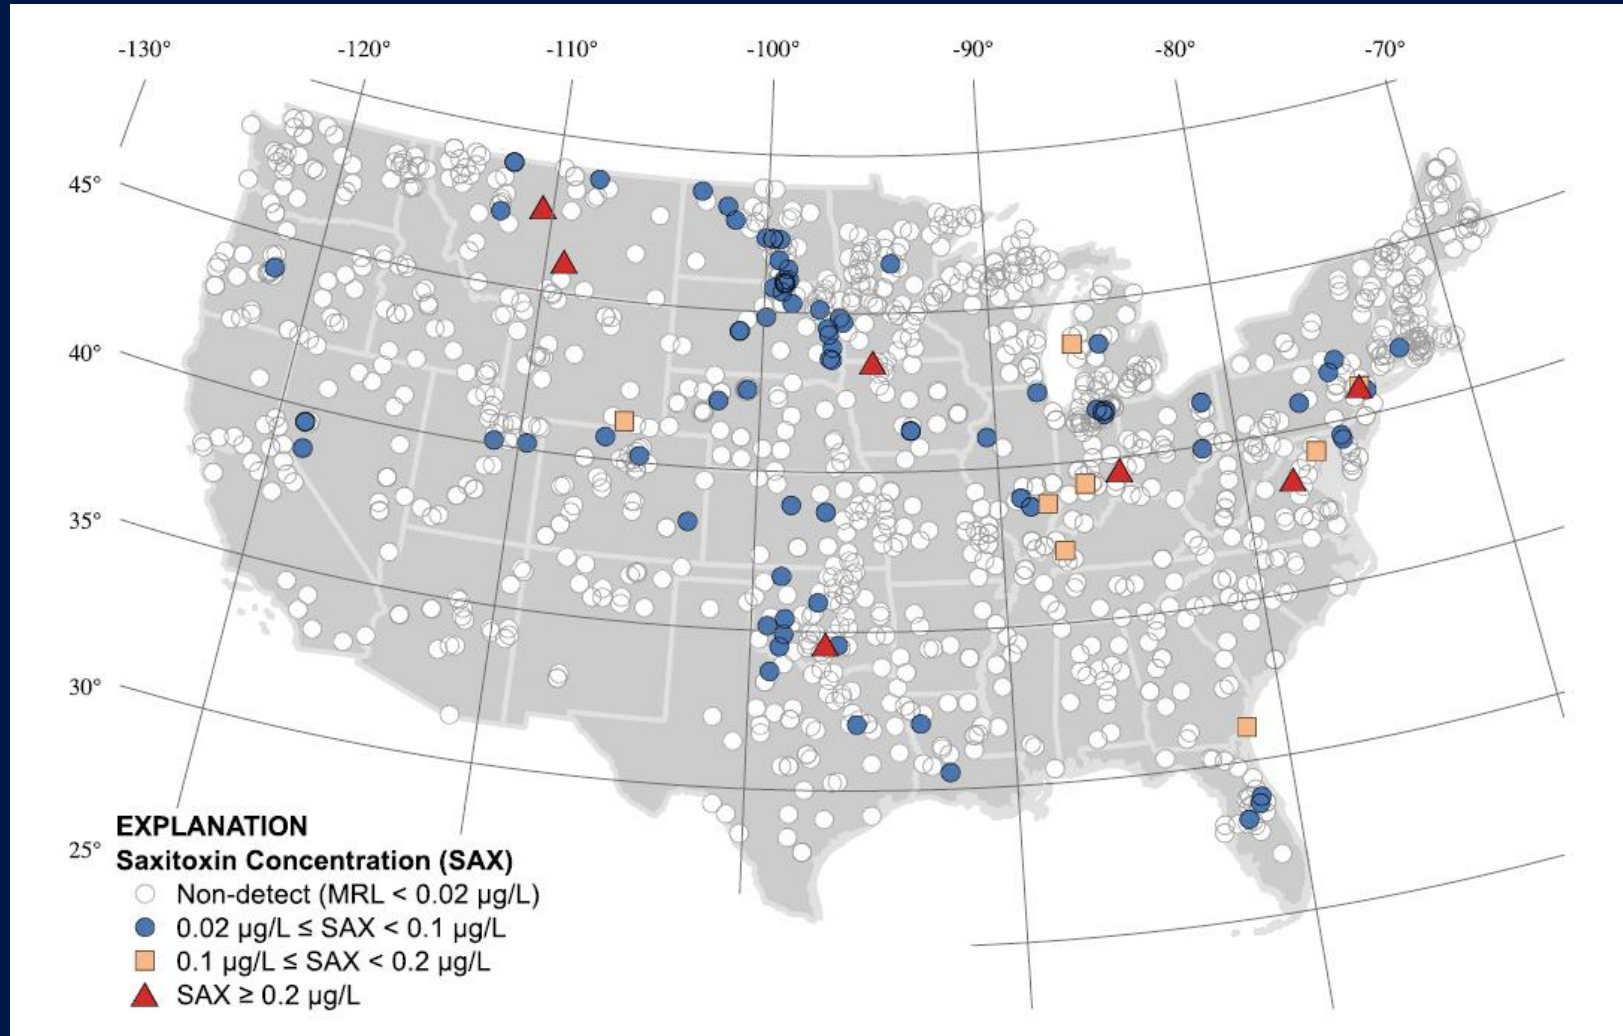 -130°
-120°
-110°
-100°
-90°
-80°
-70°
45°
40°
35°
30°
25°
EXPLANATION
Saxitoxin Concentration (SAX)
Non-detect (MRL < 0.02 µg/L)
0.02 µg/L ≤ SAX < 0.1 µg/L
0.1 µg/L ≤ SAX < 0.2 µg/L
SAX ≥ 0.2 µg/L